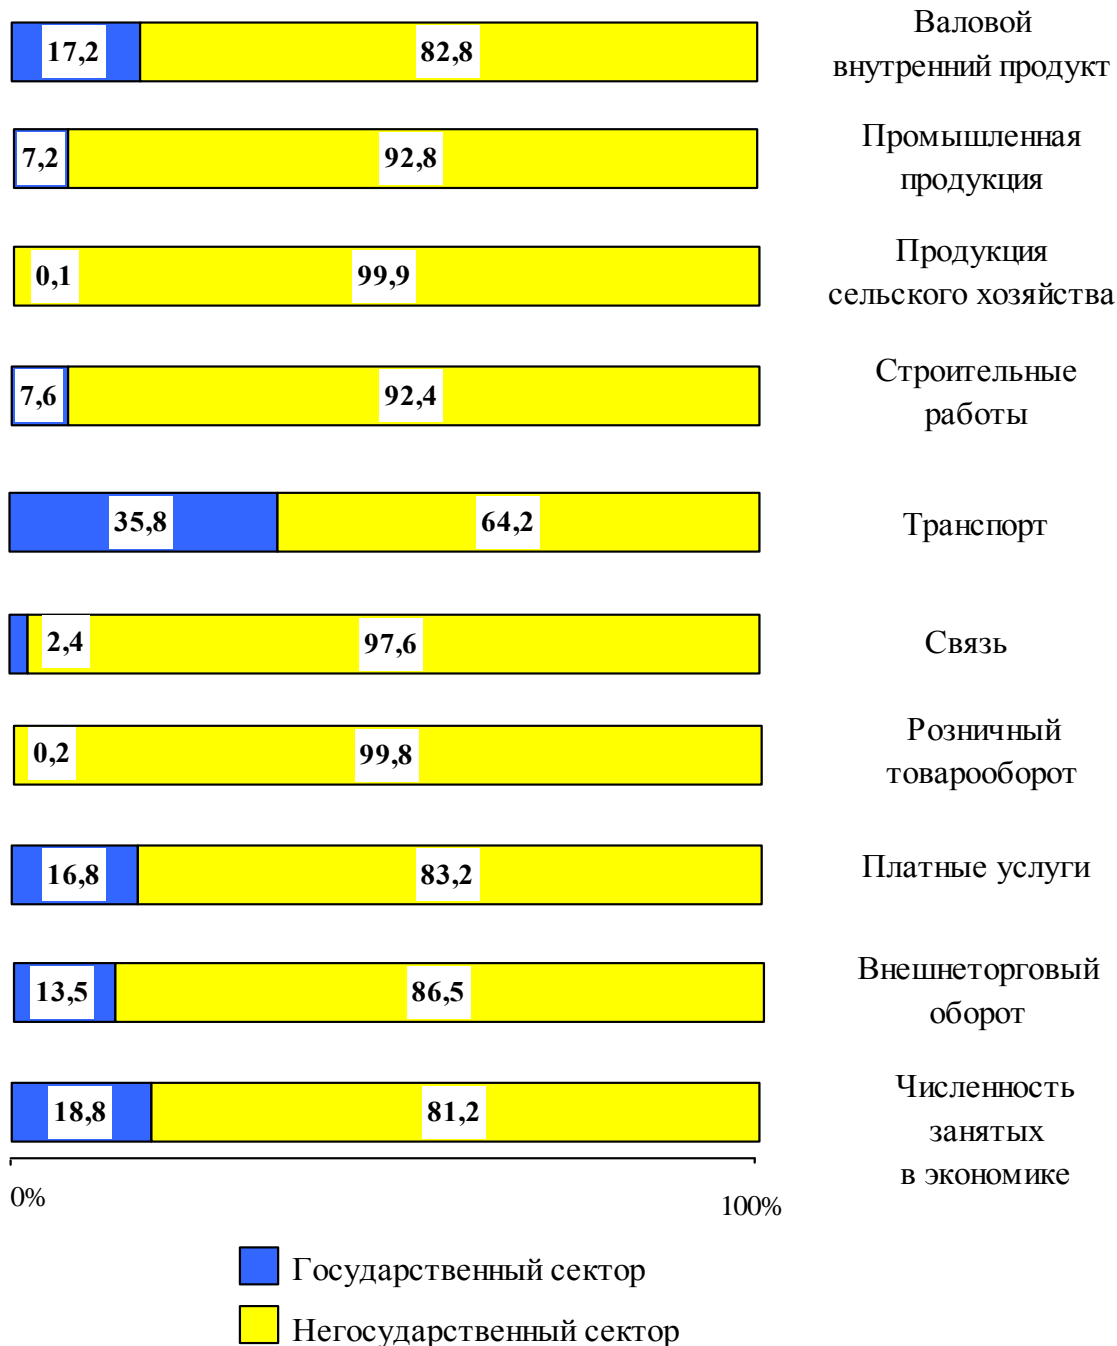 17,2 82,8 Валовой
внутренний продукт
7,2 92,8 Промышленная
продукция
0,1 99,9 Продукция
сельского хозяйства
7,6 92,4 Строительные
работы
35,8 64,2 Транспорт
2,4 97,6 Связь
0,2 99,8 Розничный
товарооборот
16,8 83,2 Платные услуги
13,5 86,5 Внешнеторговый
оборот
18,8 81,2 Численность
занятых
в экономике
0% 100%
Государственный сектор
Негосударственный сектор